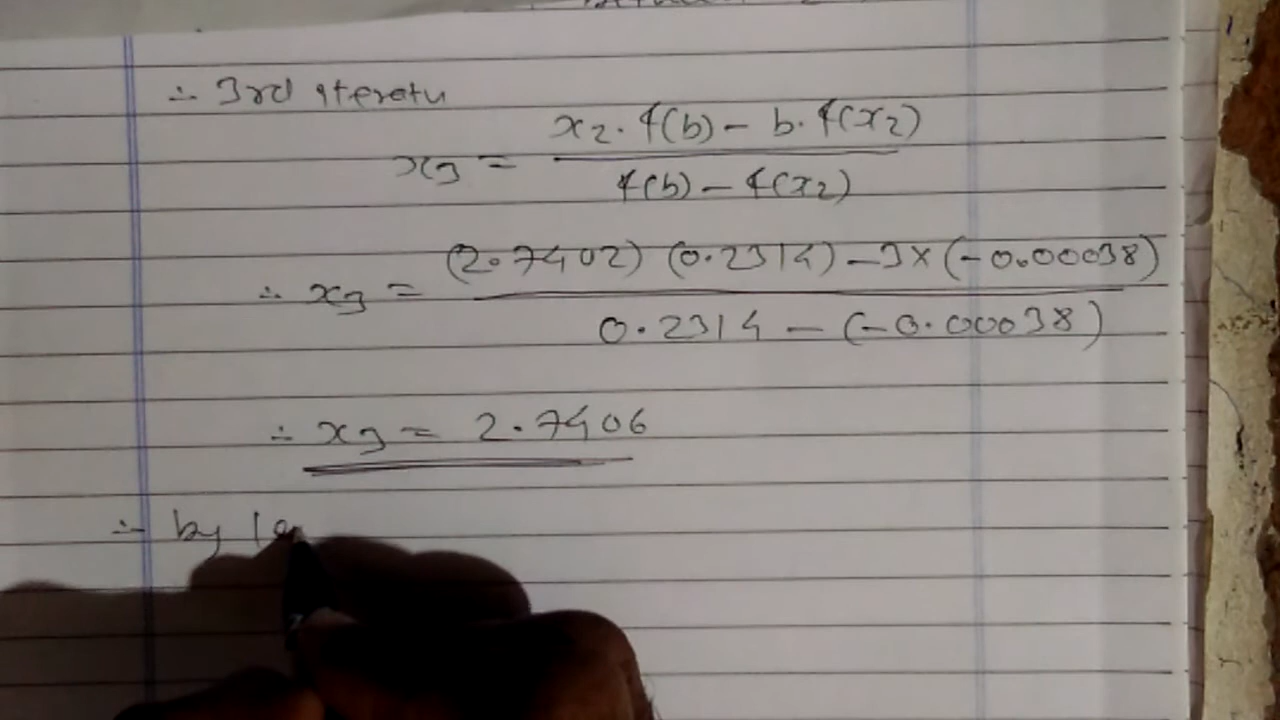 ∴ 3rd iteratn
x3 = x2.f(b) - b.f(x2) / f(b) - f(x2)
∴ x3 = (2.7402) (0.2314) - 3 x (-0.00038) / 0.2314 - (-0.00038)
∴ x3 = 2.7406
∴ by